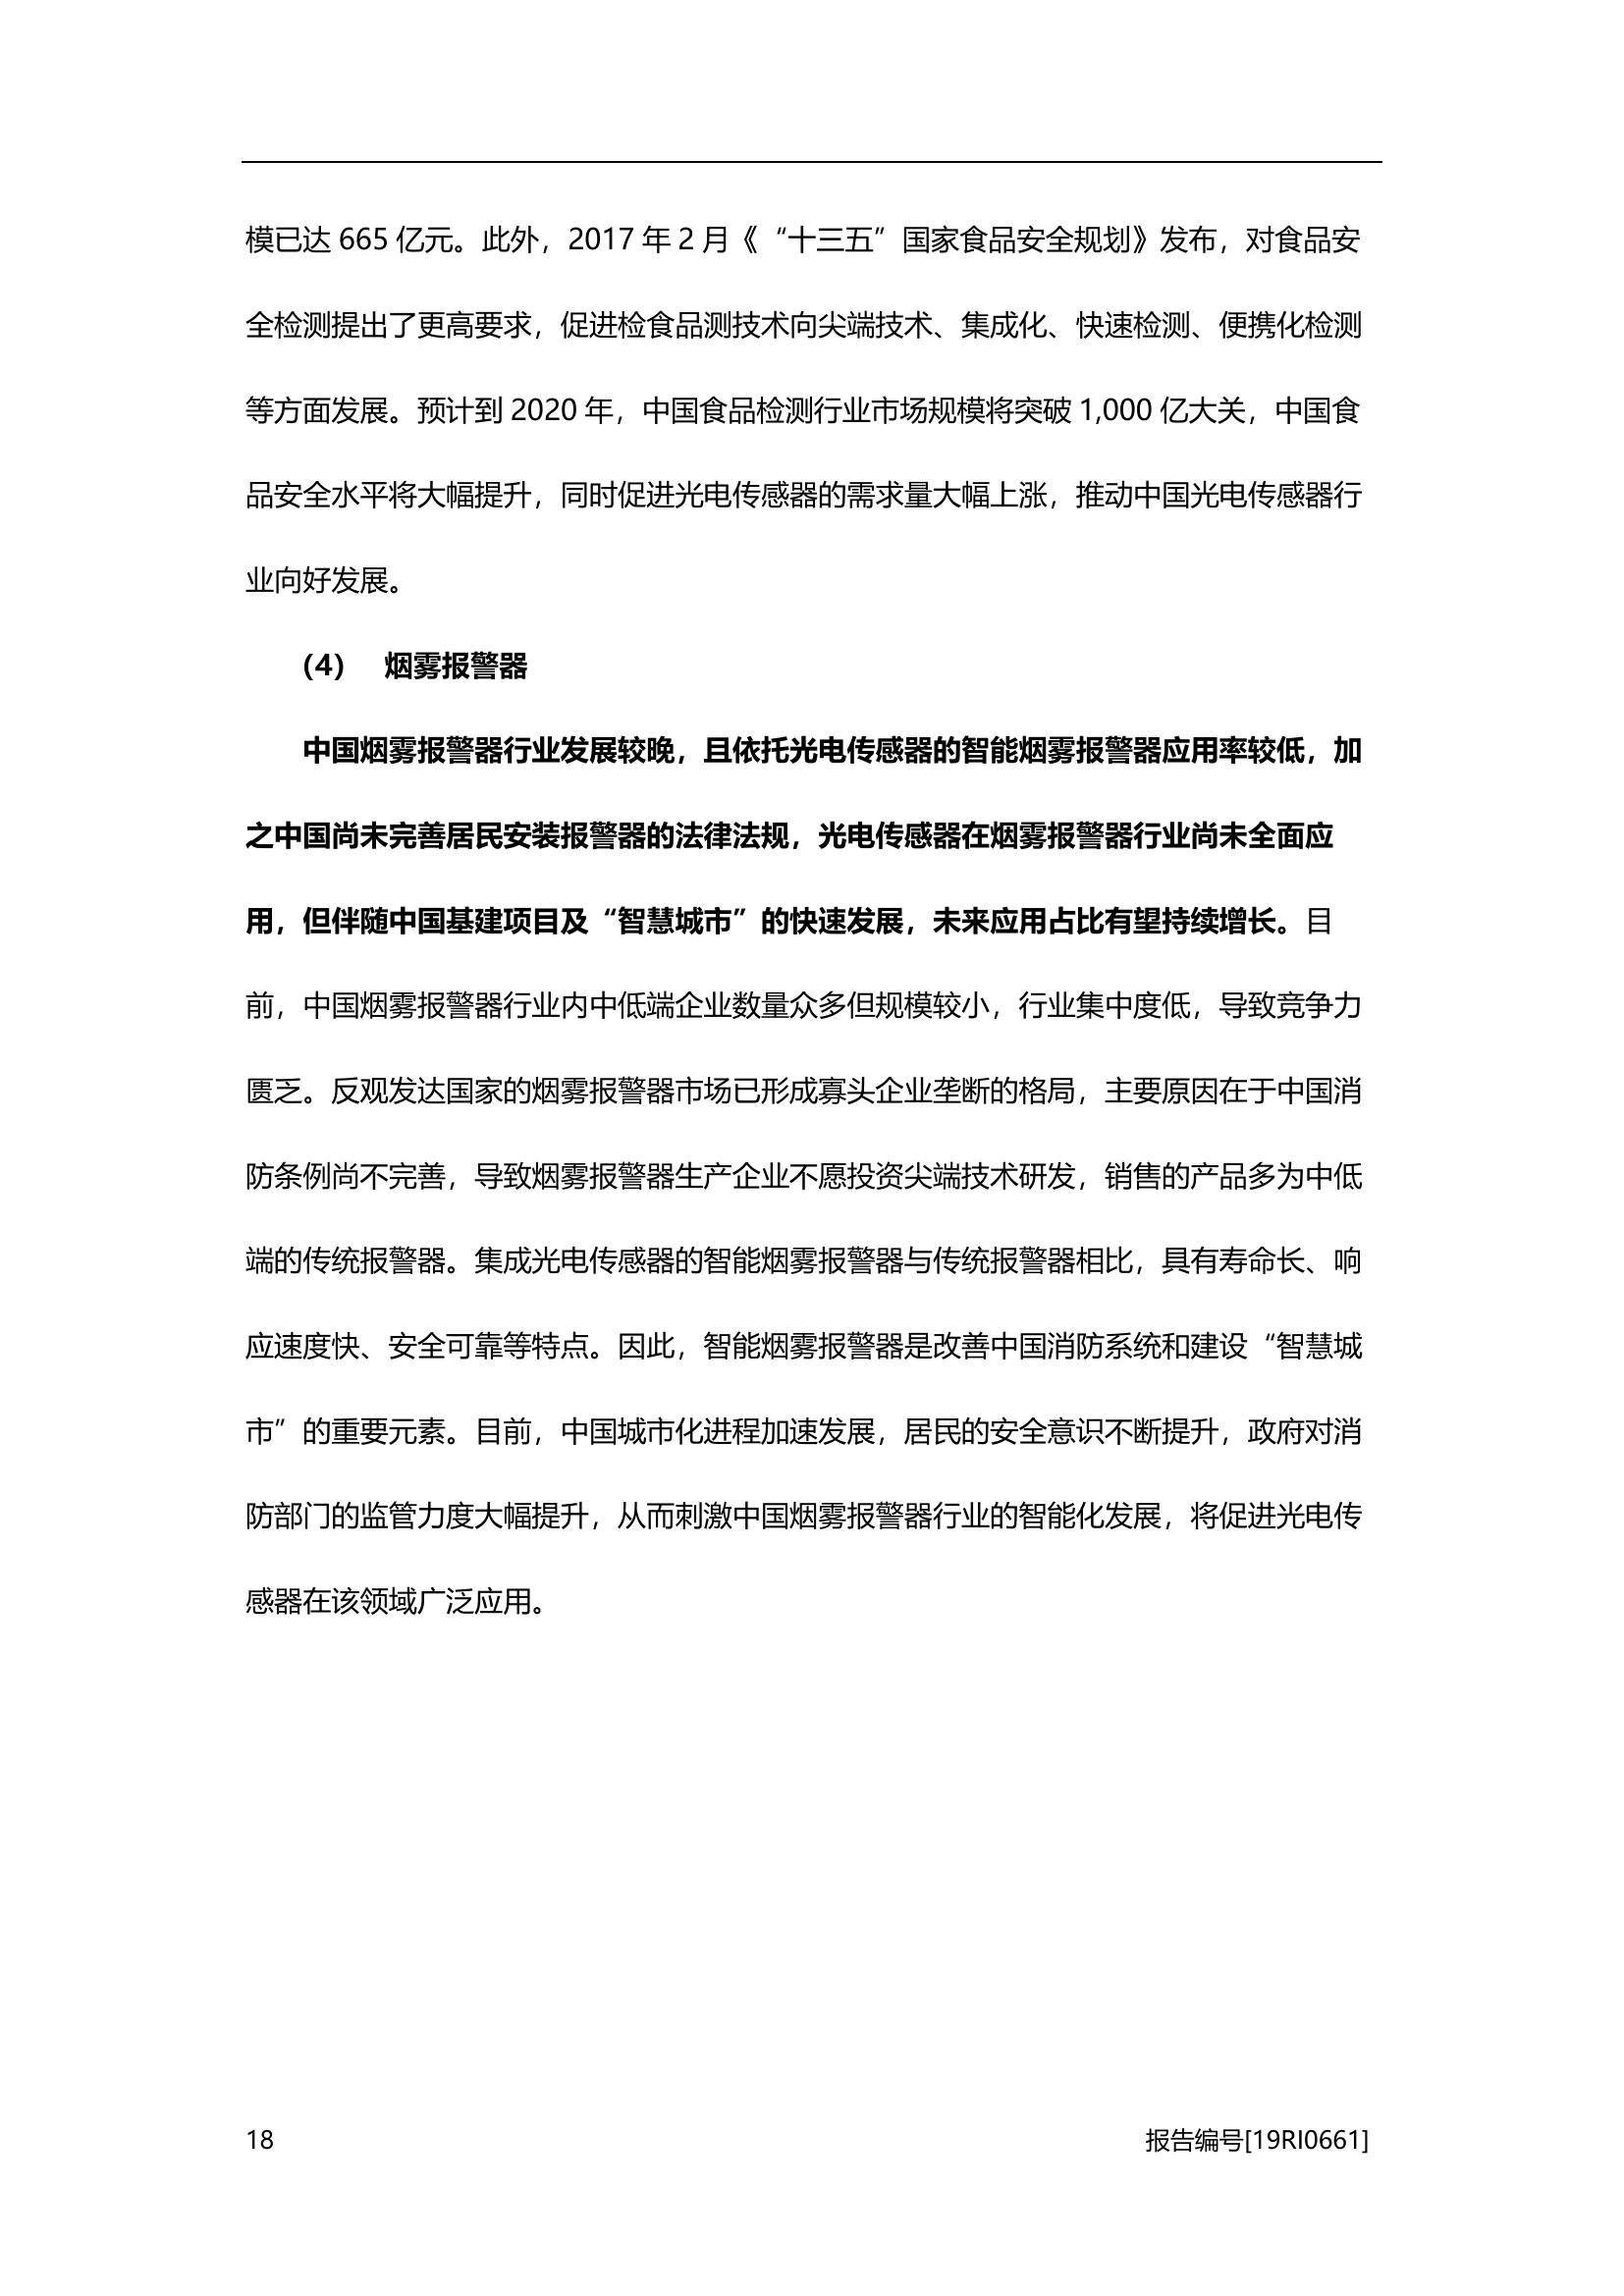 模已达 665 亿元。此外，2017 年 2 月《“十三五”国家食品安全规划》发布，对食品安
全检测提出了更高要求，促进检食品测技术向尖端技术、集成化、快速检测、便携化检测
等方面发展。预计到 2020 年，中国食品检测行业市场规模将突破 1,000 亿大关，中国食
品安全水平将大幅提升，同时促进光电传感器的需求量大幅上涨，推动中国光电传感器行
业向好发展。
(4) 烟雾报警器
中国烟雾报警器行业发展较晚，且依托光电传感器的智能烟雾报警器应用率较低，加
之中国尚未完善居民安装报警器的法律法规，光电传感器在烟雾报警器行业尚未全面应
用，但伴随中国基建项目及“智慧城市”的快速发展，未来应用占比有望持续增长。目
前，中国烟雾报警器行业内中低端企业数量众多但规模较小，行业集中度低，导致竞争力
匮乏。反观发达国家的烟雾报警器市场已形成寡头企业垄断的格局，主要原因在于中国消
防条例尚不完善，导致烟雾报警器生产企业不愿投资尖端技术研发，销售的产品多为中低
端的传统报警器。集成光电传感器的智能烟雾报警器与传统报警器相比，具有寿命长、响
应速度快、安全可靠等特点。因此，智能烟雾报警器是改善中国消防系统和建设“智慧城
市”的重要元素。目前，中国城市化进程加速发展，居民的安全意识不断提升，政府对消
防部门的监管力度大幅提升，从而刺激中国烟雾报警器行业的智能化发展，将促进光电传
感器在该领域广泛应用。
18
报告编号[19RI0661]